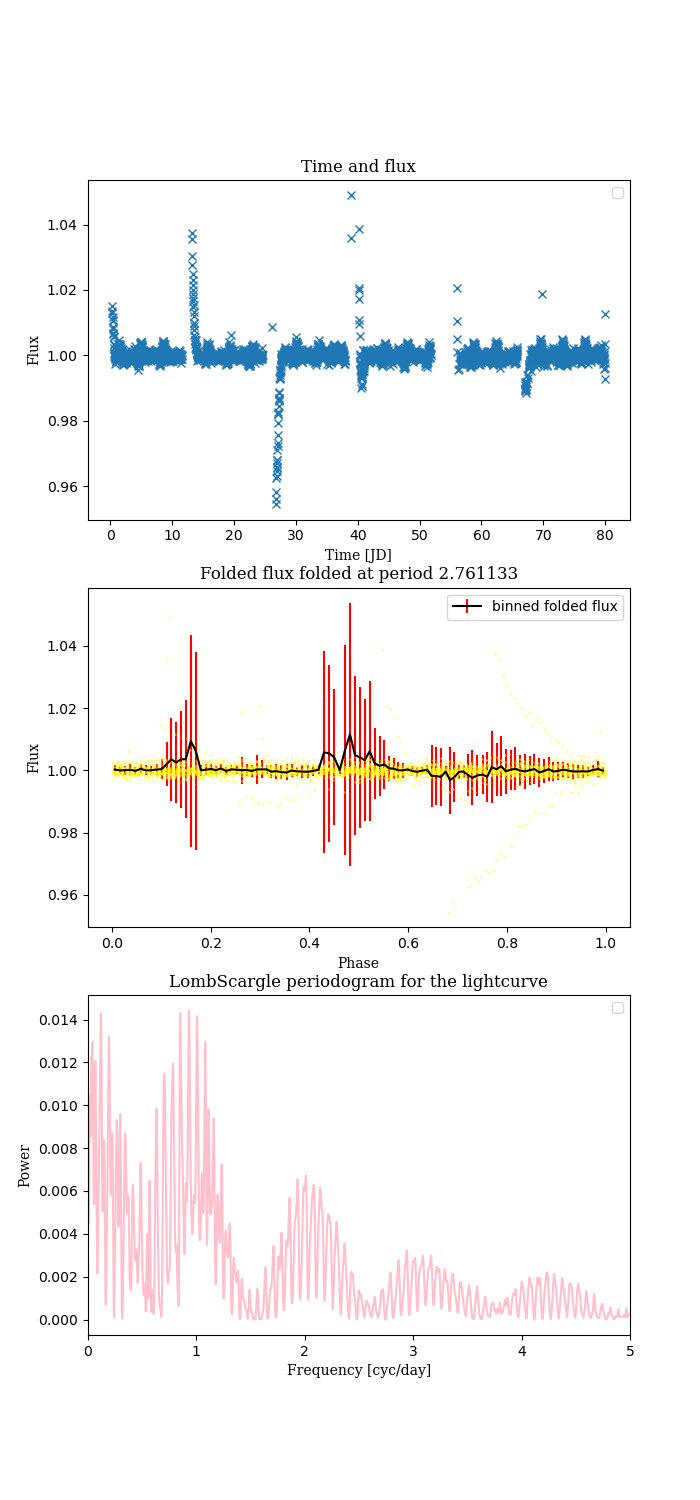 Time and flux
1.04
1.02
1.00
0.98
0.96
Flux
0 10 20 30 40 50 60 70 80
Time [JD]
Folded flux folded at period 2.761133
binned folded flux
1.04
1.02
1.00
0.98
0.96
Flux
0.0 0.2 0.4 0.6 0.8 1.0
Phase
LombScargle periodogram for the lightcurve
0.014
0.012
0.010
0.008
0.006
0.004
0.002
0.000
Power
0 1 2 3 4 5
Frequency [cyc/day]